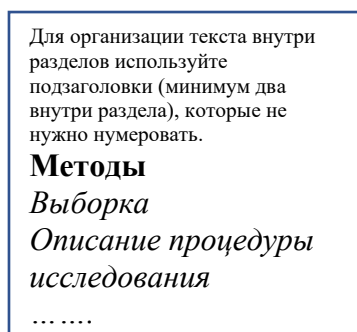 Для организации текста внутри
разделов используйте
подзаголовки (минимум два
внутри раздела), которые не
нужно нумеровать.
Методы
Выборка
Описание процедуры
исследования
… ….